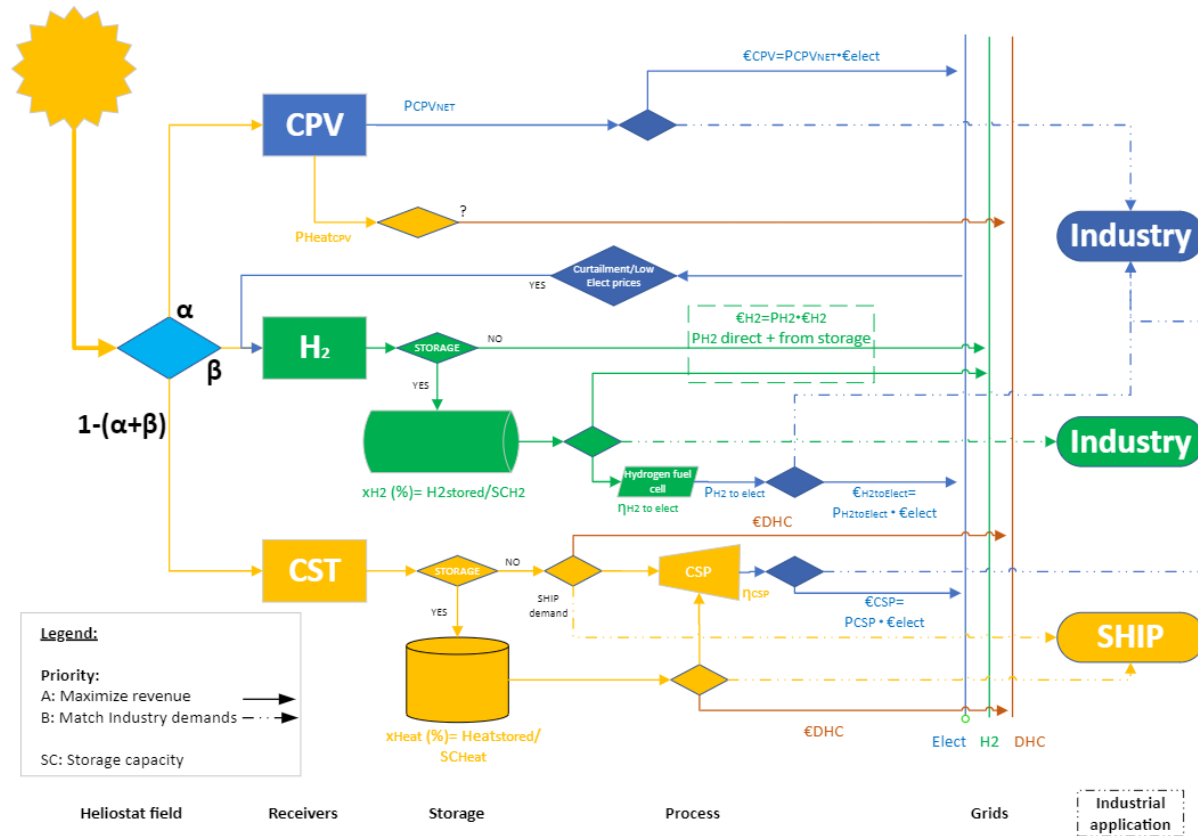 €CPV=PCPVNET•€elect
CPV
PCPVNET
?
PHeatCPV
Industry
Curtailment/Low
Elect prices
YES
α
€H2=PH2•€H2
PH2 direct + from storage
H2
STORAGE
NO
β
YES
1-(α+β)
Industry
Hydrogen fuel
cell
PH2 to elect
€H2toElect=
PH2toElect • €elect
xH2 (%)= H2stored/SCH2
ηH2 to elect
€DHC
CST
STORAGE
NO
CSP
ηCSP
SHIP
demand
YES
€CSP=
PCSP • €elect
SHIP
Legend:
Priority:
A: Maximize revenue
B: Match Industry demands
SC: Storage capacity
xHeat (%)= Heatstored/
SCHeat
€DHC
Elect
H2
DHC
Heliostat field
Receivers
Storage
Process
Grids
Industrial
application